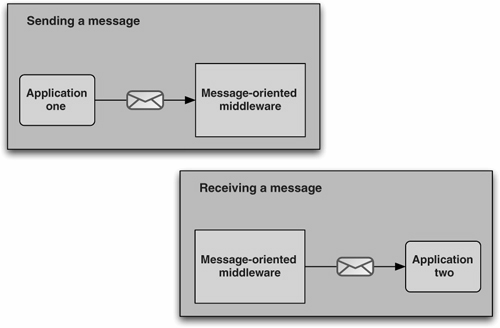 Sending a message
Application
one
Message-oriented
middleware
Receiving a message
Message-oriented
middleware
Application
two